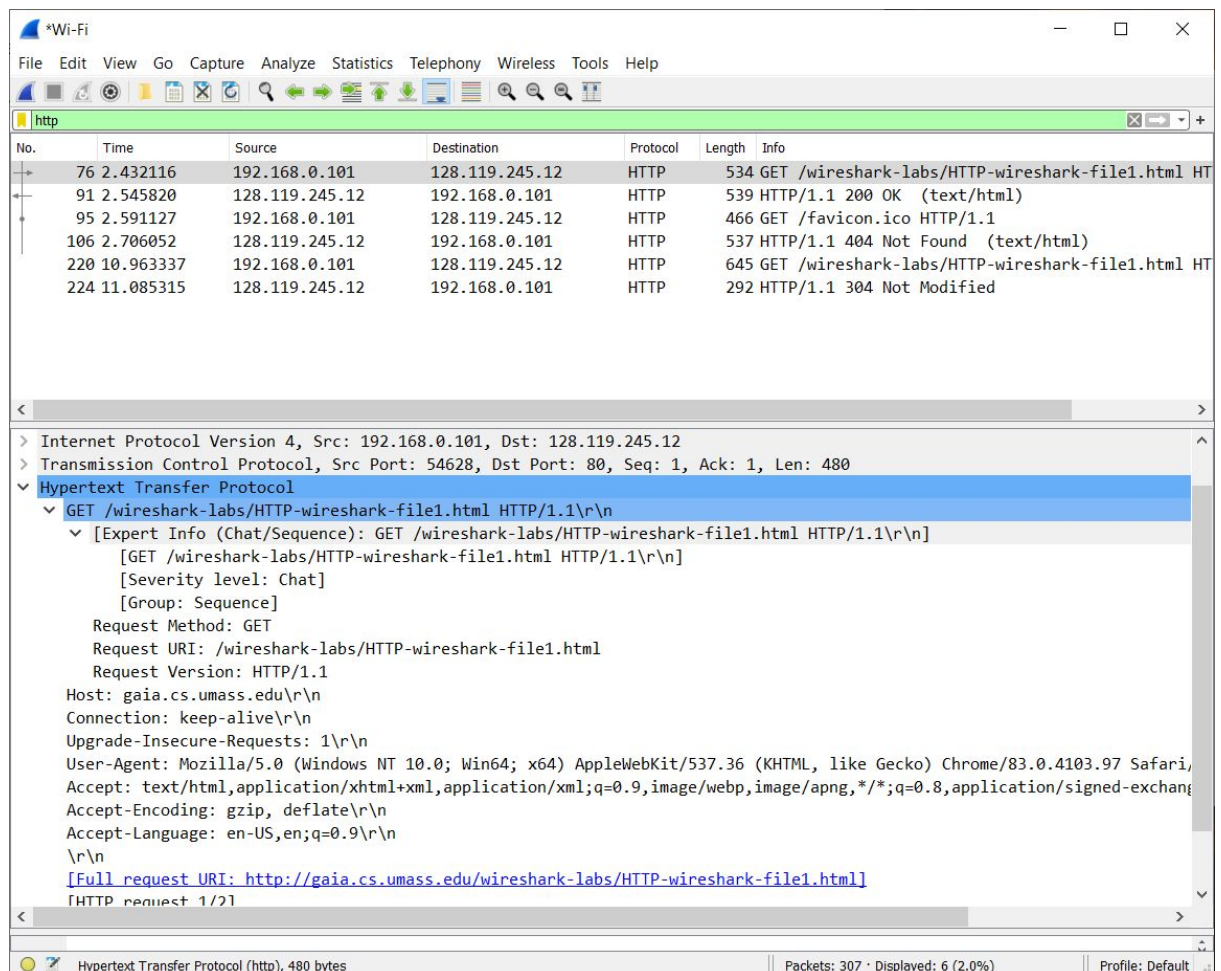 *Wi-Fi
File Edit View Go Capture Analyze Statistics Telephony Wireless Tools Help
http
No. Time Source Destination Protocol Length Info
76 2.432116 192.168.0.101 128.119.245.12 HTTP 534 GET /wireshark-labs/HTTP-wireshark-file1.html HT
91 2.545820 128.119.245.12 192.168.0.101 HTTP 539 HTTP/1.1 200 OK (text/html)
95 2.591127 192.168.0.101 128.119.245.12 HTTP 466 GET /favicon.ico HTTP/1.1
106 2.706052 128.119.245.12 192.168.0.101 HTTP 537 HTTP/1.1 404 Not Found (text/html)
220 10.963337 192.168.0.101 128.119.245.12 HTTP 645 GET /wireshark-labs/HTTP-wireshark-file1.html HT
224 11.085315 128.119.245.12 192.168.0.101 HTTP 292 HTTP/1.1 304 Not Modified
Internet Protocol Version 4, Src: 192.168.0.101, Dst: 128.119.245.12
Transmission Control Protocol, Src Port: 54628, Dst Port: 80, Seq: 1, Ack: 1, Len: 480
Hypertext Transfer Protocol
GET /wireshark-labs/HTTP-wireshark-file1.html HTTP/1.1\r\n
[Expert Info (Chat/Sequence): GET /wireshark-labs/HTTP-wireshark-file1.html HTTP/1.1\r\n]
[GET /wireshark-labs/HTTP-wireshark-file1.html HTTP/1.1\r\n]
[Severity level: Chat]
[Group: Sequence]
Request Method: GET
Request URI: /wireshark-labs/HTTP-wireshark-file1.html
Request Version: HTTP/1.1
Host: gaia.cs.umass.edu\r\n
Connection: keep-alive\r\n
Upgrade-Insecure-Requests: 1\r\n
User-Agent: Mozilla/5.0 (Windows NT 10.0; Win64; x64) AppleWebKit/537.36 (KHTML, like Gecko) Chrome/83.0.4103.97 Safari/
Accept: text/html,application/xhtml+xml,application/xml;q=0.9,image/webp,image/apng,*/*;q=0.8,application/signed-exchang
Accept-Encoding: gzip, deflate\r\n
Accept-Language: en-US,en;q=0.9\r\n
\r\n
[Full request URI: http://gaia.cs.umass.edu/wireshark-labs/HTTP-wireshark-file1.html]
[HTTP request 1/2]
Hypertext Transfer Protocol (http), 480 bytes Packets: 307 · Displayed: 6 (2.0%) Profile: Default